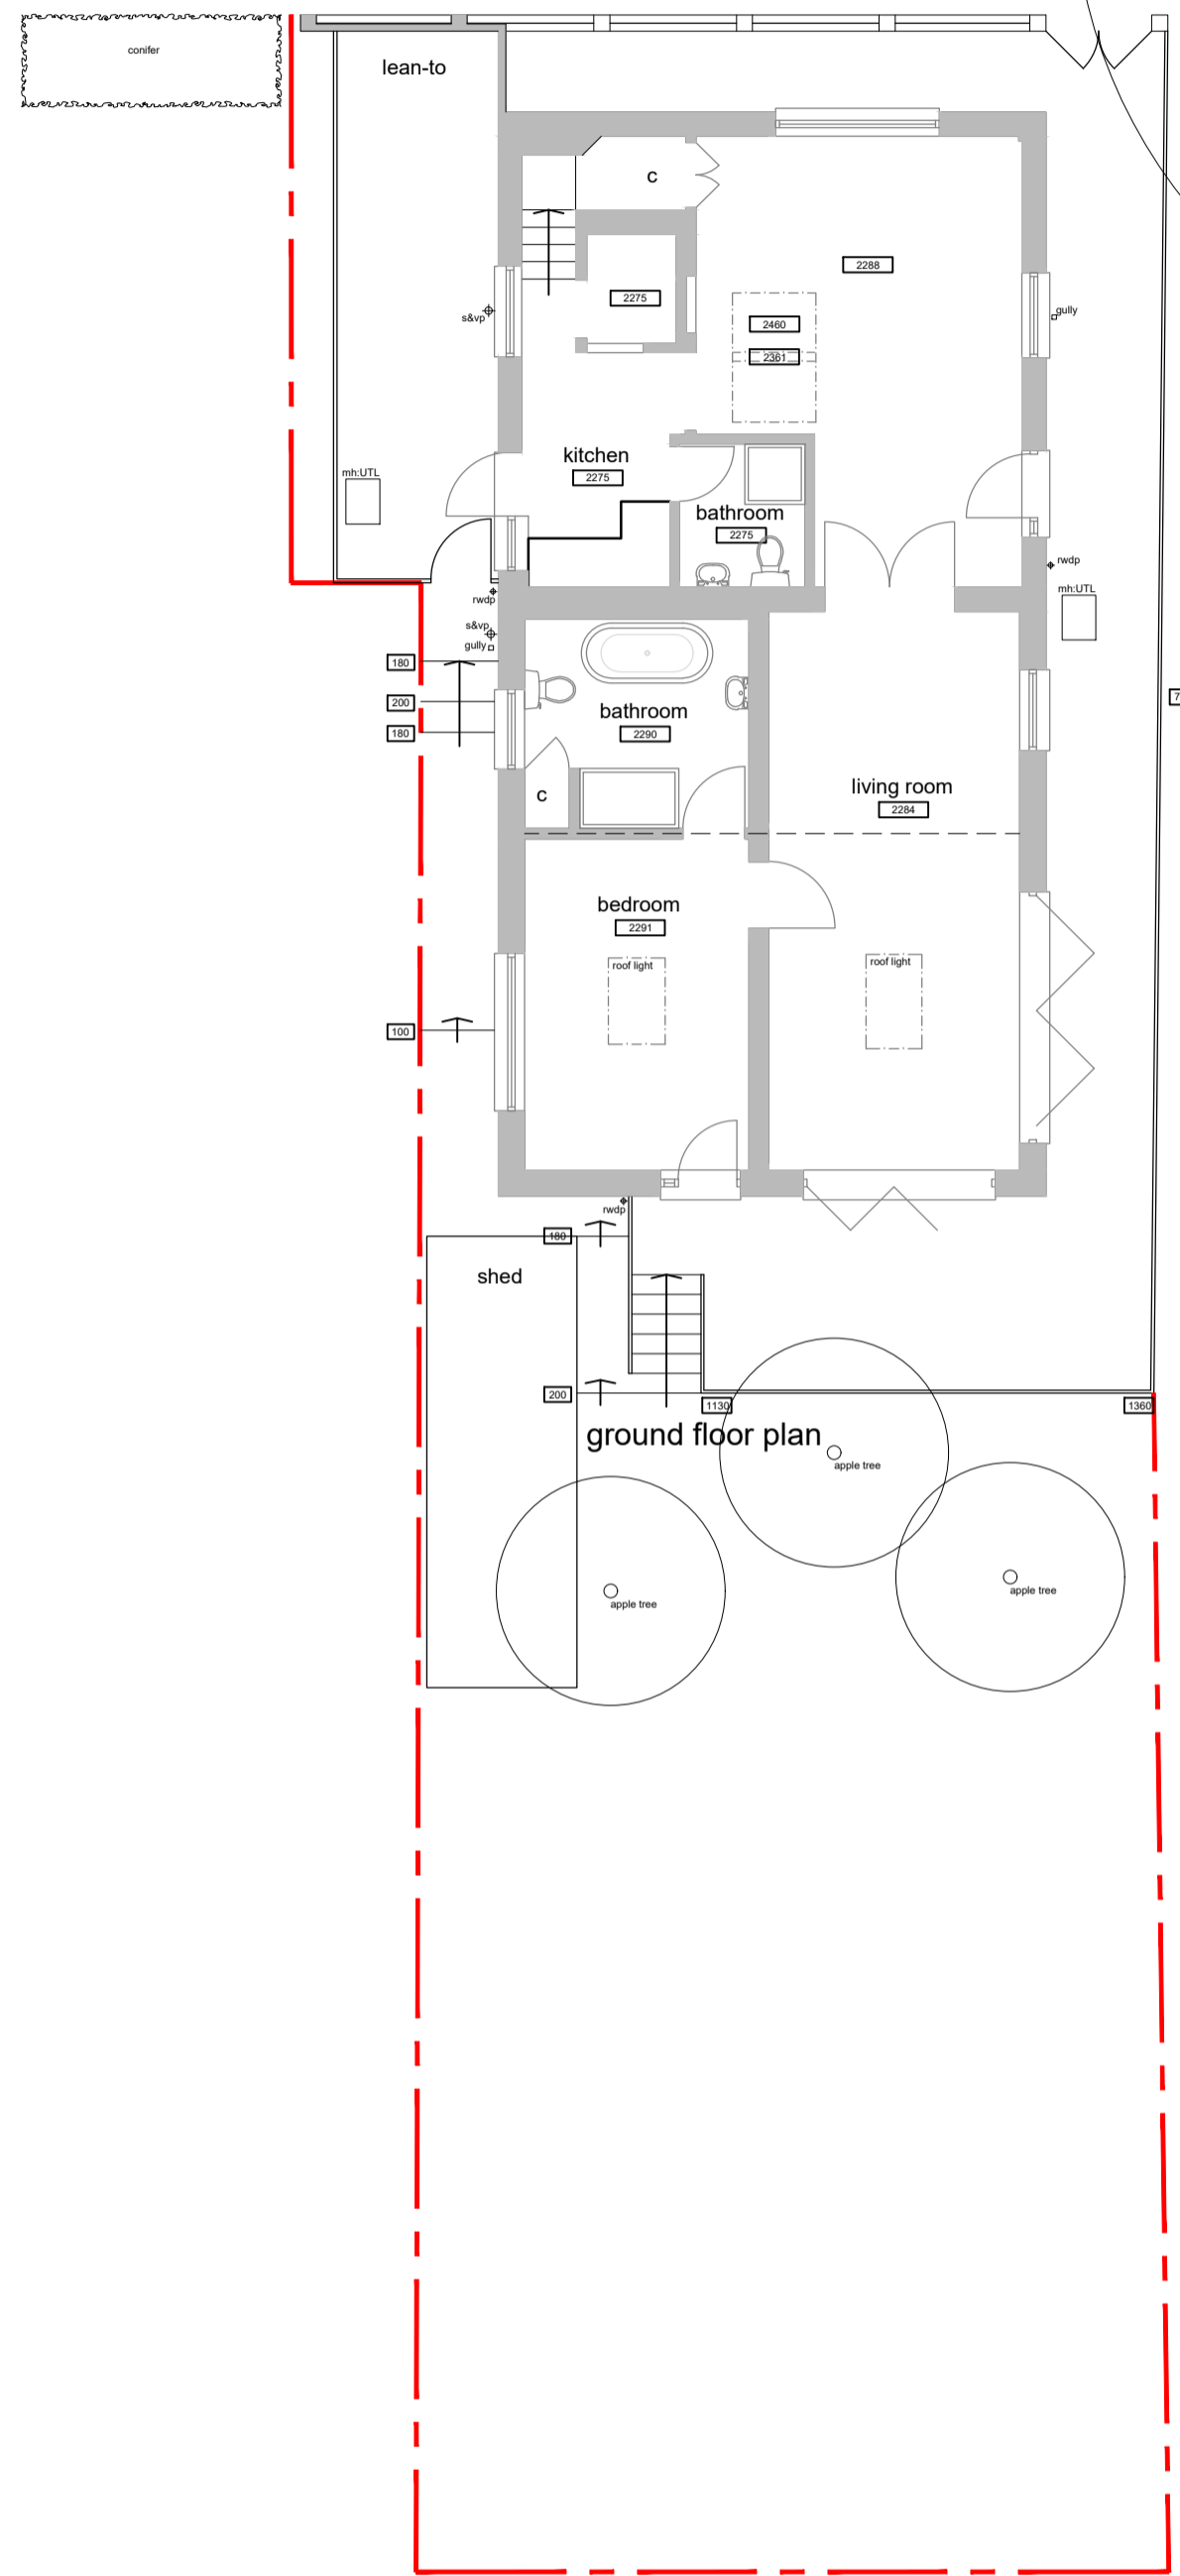 conifer
lean-to
c
2288
2275
s&vp
gully
2460
2361
kitchen
2275
mh:UTL
bathroom
2275
rwdp
rwdp
mh:UTL
s&vp
gully
180
200
180
bathroom
2290
c
living room
2284
bedroom
2291
roof light
roof light
100
rwdp
180
shed
200
1130
1360
ground floor plan
apple tree
apple tree
apple tree